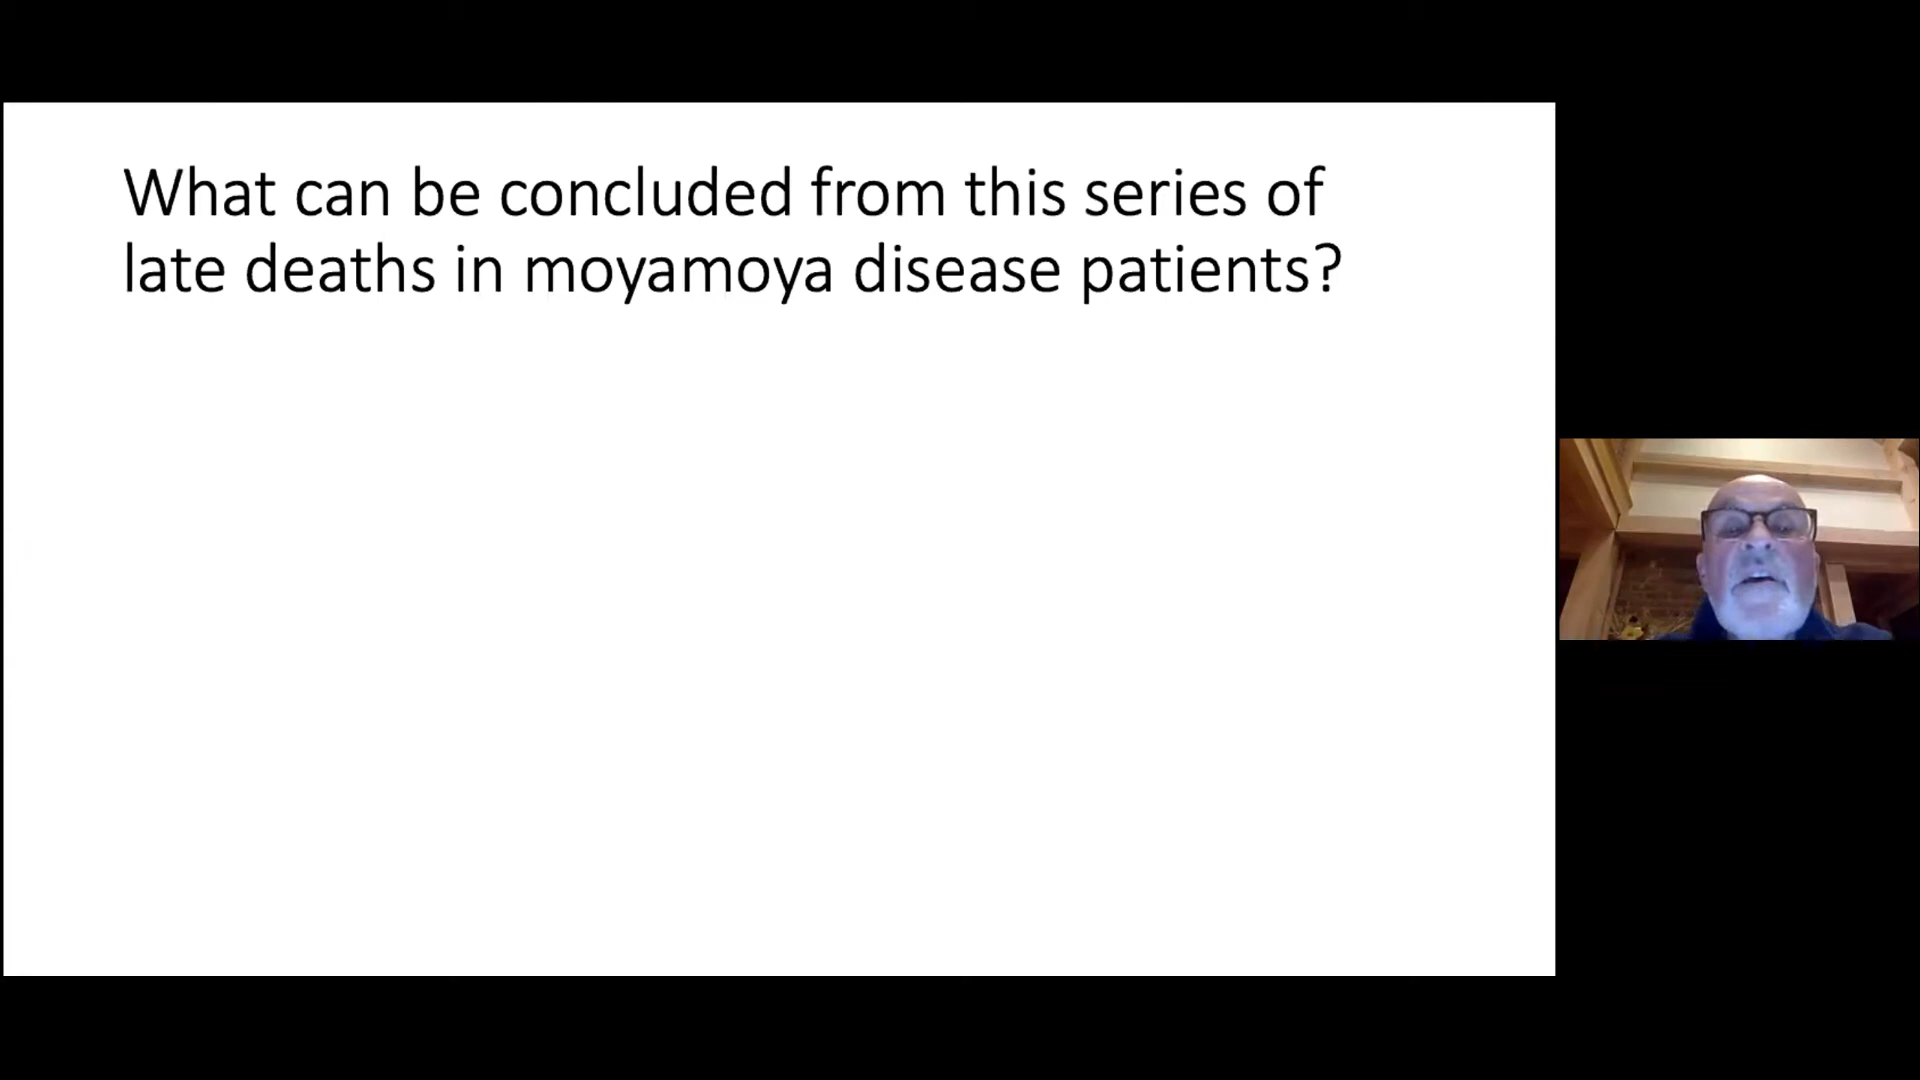 What can be concluded from this series of
late deaths in moyamoya disease patients?